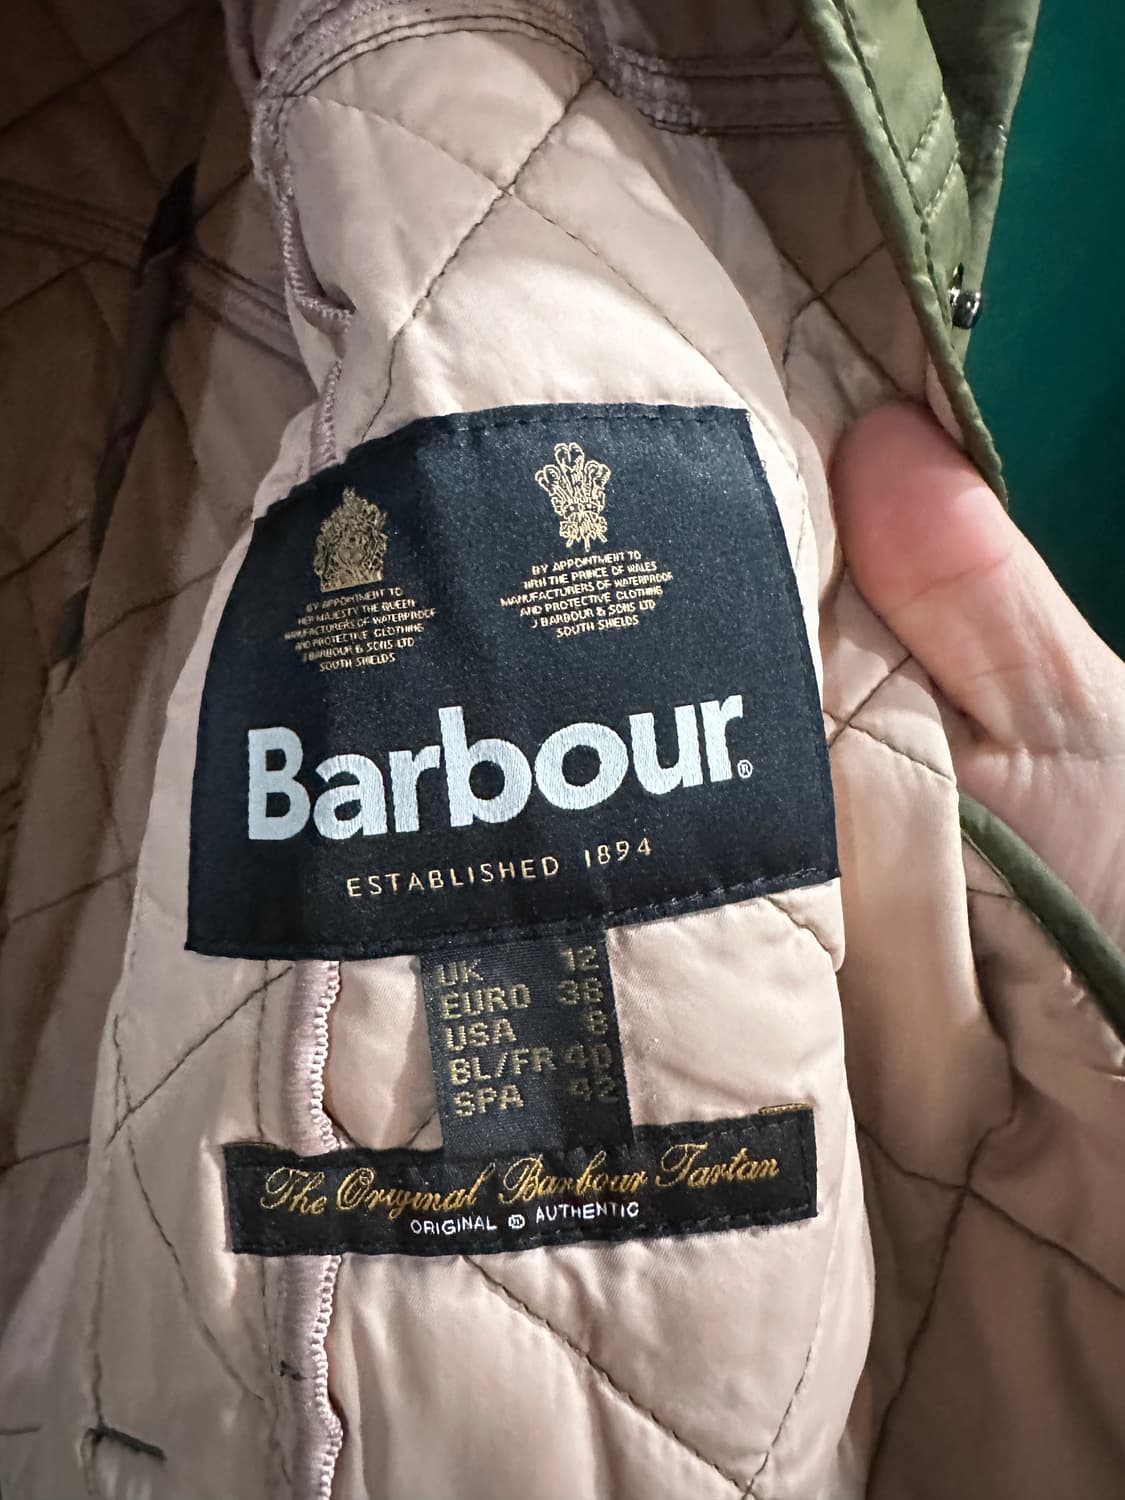 BY APPOINTMENT TO
HER MAJESTY THE QUEEN
MANUFACTURERS OF WATERPROOF
AND PROTECTIVE CLOTHING
J BARBOUR & SONS LTD
SOUTH SHIELDS
BY APPOINTMENT TO
HRH THE PRINCE OF WALES
MANUFACTURERS OF WATERPROOF
AND PROTECTIVE CLOTHING
J BARBOUR & SONS LTD
SOUTH SHIELDS
Barbour®
ESTABLISHED 1894
UK 12
EURO 38
USA 8
BL/FR 40
SPA 42
The Original Barbour Tartan
ORIGINAL AUTHENTIC